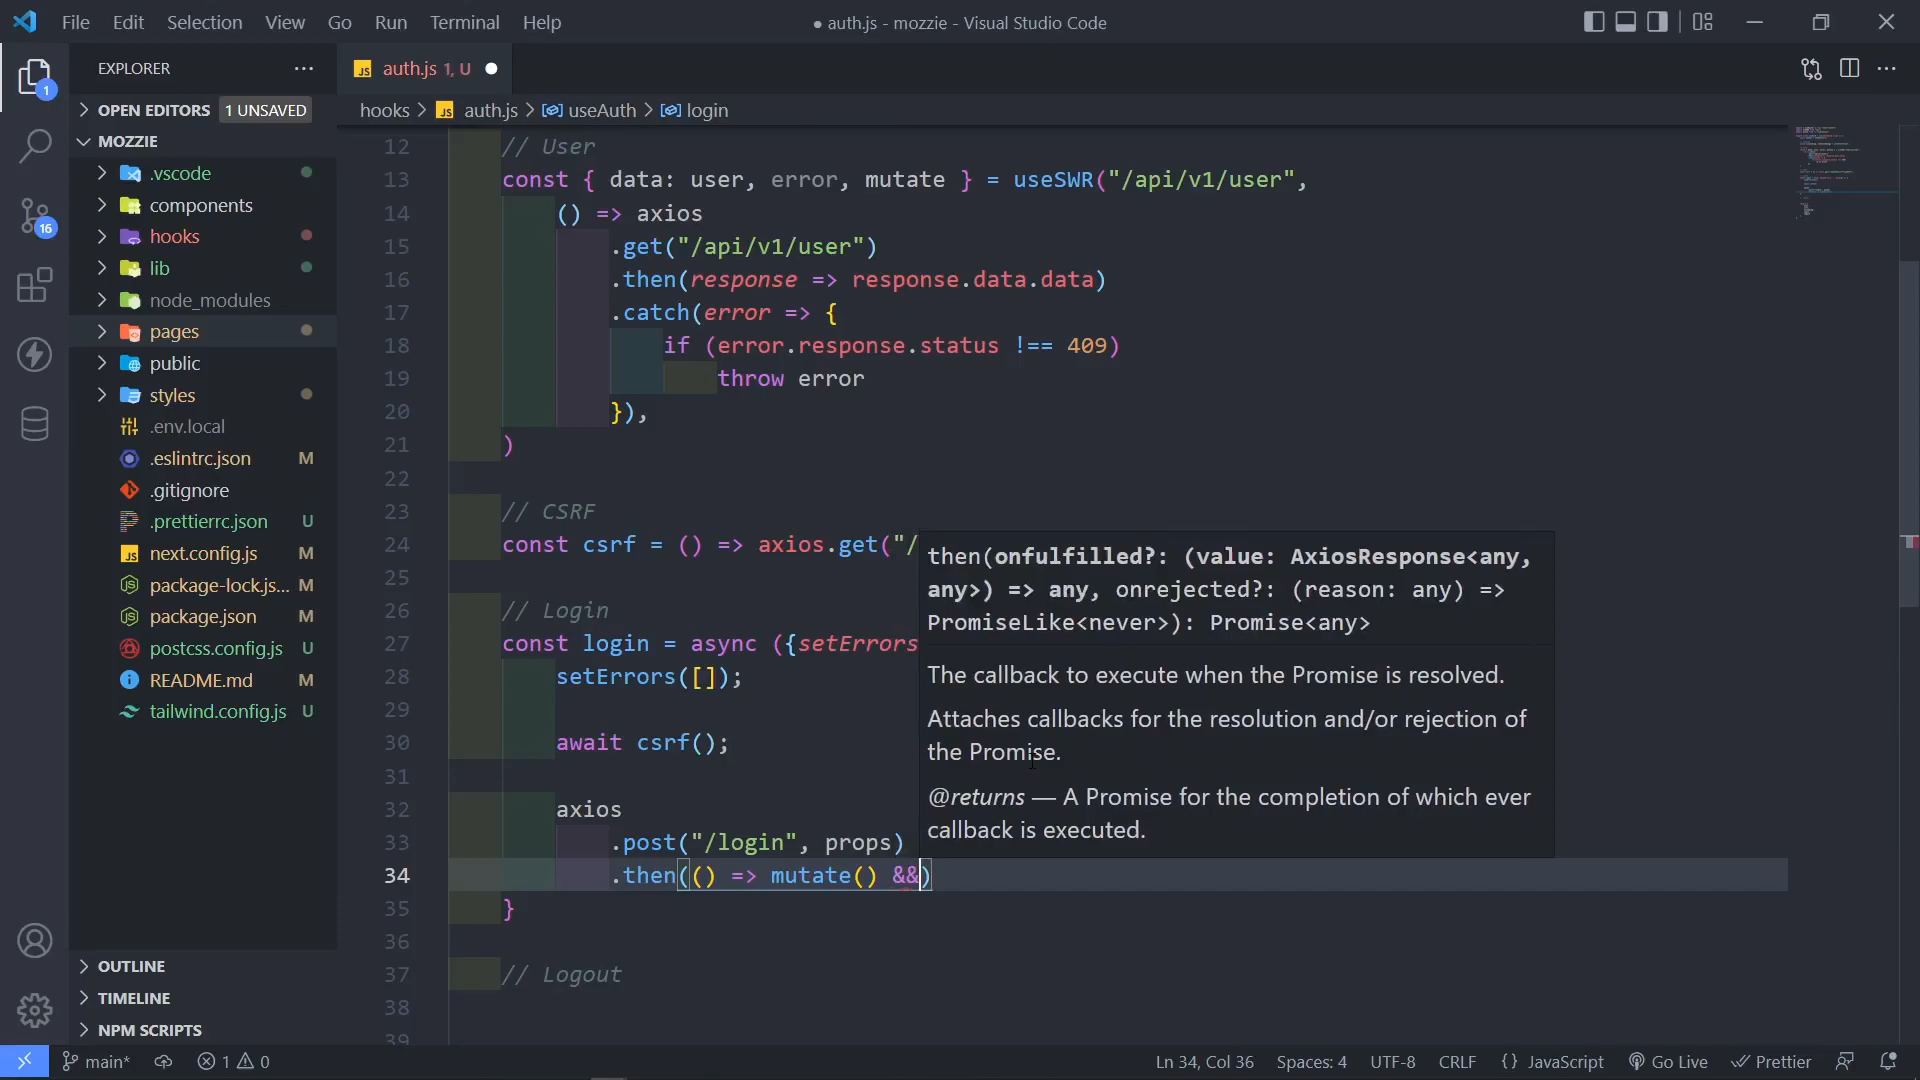 File Edit Selection View Go Run Terminal Help
● auth.js - mozzie - Visual Studio Code
EXPLORER
JS auth.js 1, U
OPEN EDITORS 1 UNSAVED
hooks > JS auth.js > useAuth > login
MOZZIE
.vscode
components
hooks
lib
node_modules
pages
public
styles
.env.local
.eslintrc.json M
.gitignore
.prettierrc.json U
JS next.config.js M
package-lock.js... M
package.json M
postcss.config.js U
README.md M
tailwind.config.js U
OUTLINE
TIMELINE
NPM SCRIPTS
1
16
12 // User
13 const { data: user, error, mutate } = useSWR("/api/v1/user",
14 () => axios
15 .get("/api/v1/user")
16 .then(response => response.data.data)
17 .catch(error => {
18 if (error.response.status !== 409)
19 throw error
20 }),
21 )
22
23 // CSRF
24 const csrf = () => axios.get("/
25
26 // Login
27 const login = async ({setErrors
28 setErrors([]);
29
30 await csrf();
31
32 axios
33 .post("/login", props)
34 .then(() => mutate() &&)
35 }
36
37 // Logout
38
39
then(onfulfilled?: (value: AxiosResponse<any,
any>) => any, onrejected?: (reason: any) =>
PromiseLike<never>): Promise<any>
The callback to execute when the Promise is resolved.
Attaches callbacks for the resolution and/or rejection of
the Promise.
@returns — A Promise for the completion of which ever
callback is executed.
main* 1 0 Ln 34, Col 36 Spaces: 4 UTF-8 CRLF {} JavaScript Go Live Prettier